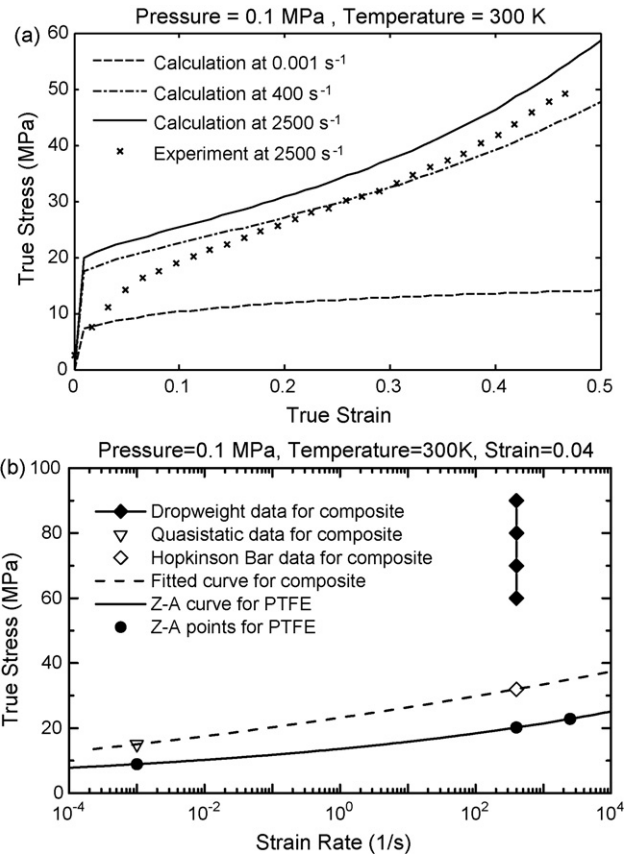 Pressure = 0.1 MPa , Temperature = 300 K
(a)
60
50
40
30
20
10
0
True Stress (MPa)
Calculation at 0.001 s⁻¹
Calculation at 400 s⁻¹
Calculation at 2500 s⁻¹
Experiment at 2500 s⁻¹
0 0.1 0.2 0.3 0.4 0.5
True Strain
Pressure=0.1 MPa, Temperature=300K, Strain=0.04
(b)
100
80
60
40
20
0
True Stress (MPa)
Dropweight data for composite
Quasistatic data for composite
Hopkinson Bar data for composite
Fitted curve for composite
Z-A curve for PTFE
Z-A points for PTFE
10⁻⁴ 10⁻² 10⁰ 10² 10⁴
Strain Rate (1/s)